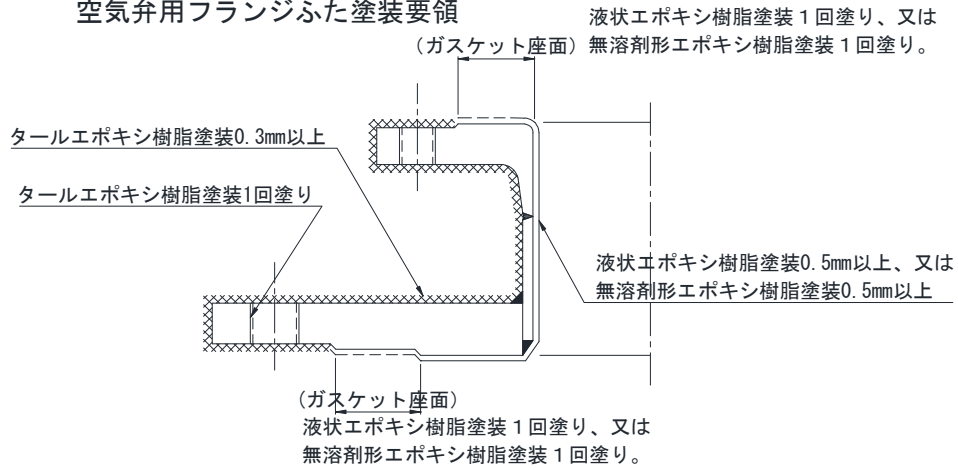 空気弁用フランジふた塗装要領
液状エポキシ樹脂塗装１回塗り、又は
(ガスケット座面)
無溶剤形エポキシ樹脂塗装１回塗り。
タールエポキシ樹脂塗装0.3mm以上
タールエポキシ樹脂塗装1回塗り
液状エポキシ樹脂塗装0.5mm以上、又は
無溶剤形エポキシ樹脂塗装0.5mm以上
(ガスケット座面)
液状エポキシ樹脂塗装１回塗り、又は
無溶剤形エポキシ樹脂塗装１回塗り。